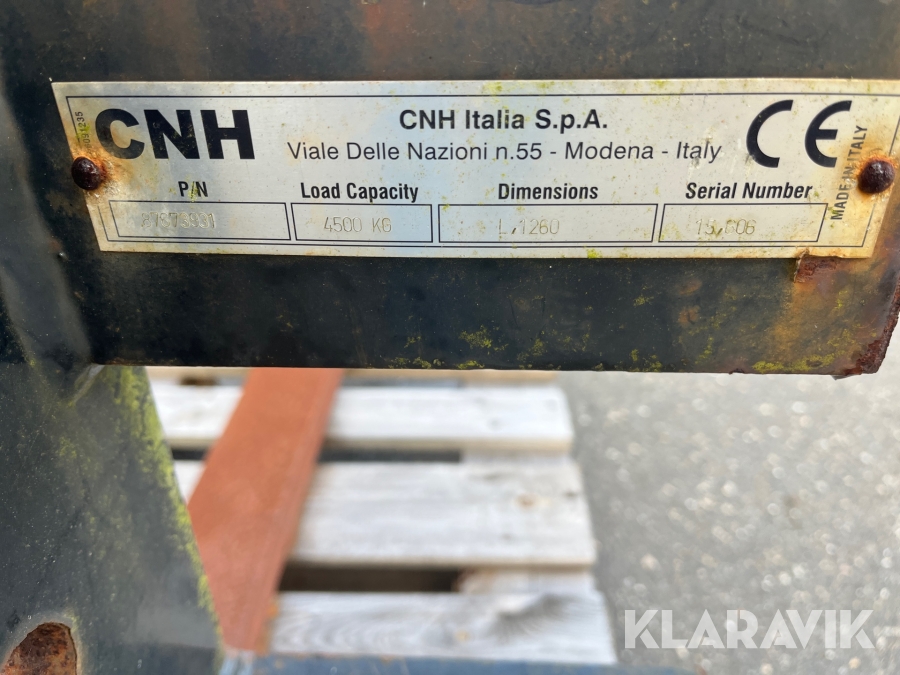 CNH
CNH Italia S.p.A.
Viale Delle Nazioni n.55 - Modena - Italy
CE
P/N Load Capacity Dimensions Serial Number
4500 KG L.1260
MADE IN ITALY
KLARAVIK